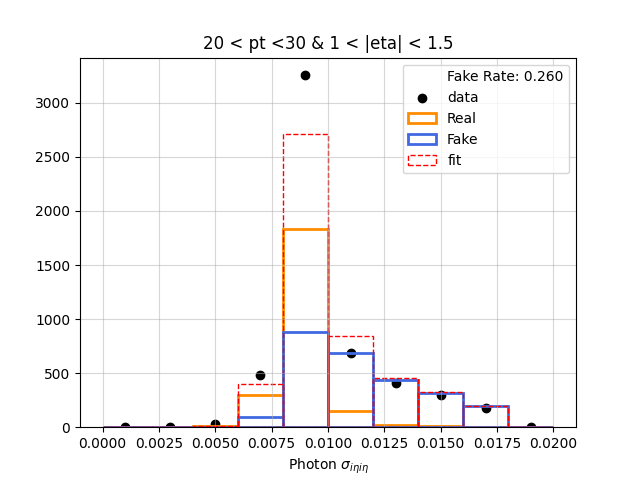 20 < pt <30 & 1 < |eta| < 1.5
Fake Rate: 0.260
data
Real
Fake
fit
3000
2500
2000
1500
1000
500
0
0.0000 0.0025 0.0050 0.0075 0.0100 0.0125 0.0150 0.0175 0.0200
Photon σiηiη